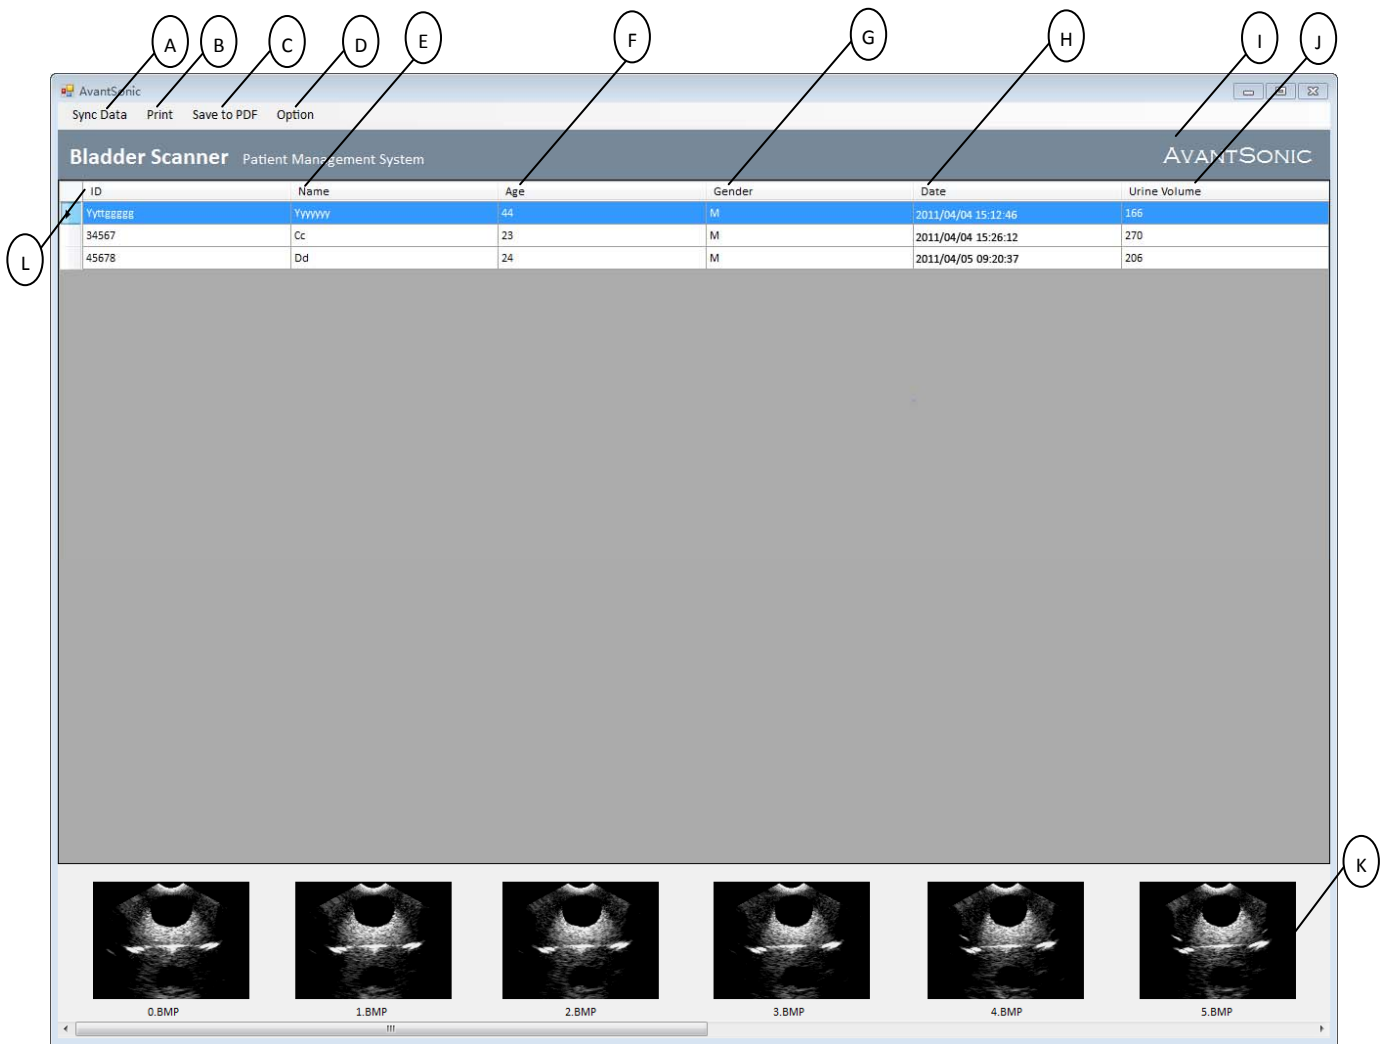 A B C D E F G H I J
AvantSonic
Sync Data Print Save to PDF Option
Bladder Scanner Patient Management System AVANTSONIC
ID Name Age Gender Date Urine Volume
Yyttggggg Yyyyyyy 44 M 2011/04/04 15:12:46 166
34567 Cc 23 M 2011/04/04 15:26:12 270
L
45678 Dd 24 M 2011/04/05 09:20:37 206
K
0.BMP 1.BMP 2.BMP 3.BMP 4.BMP 5.BMP